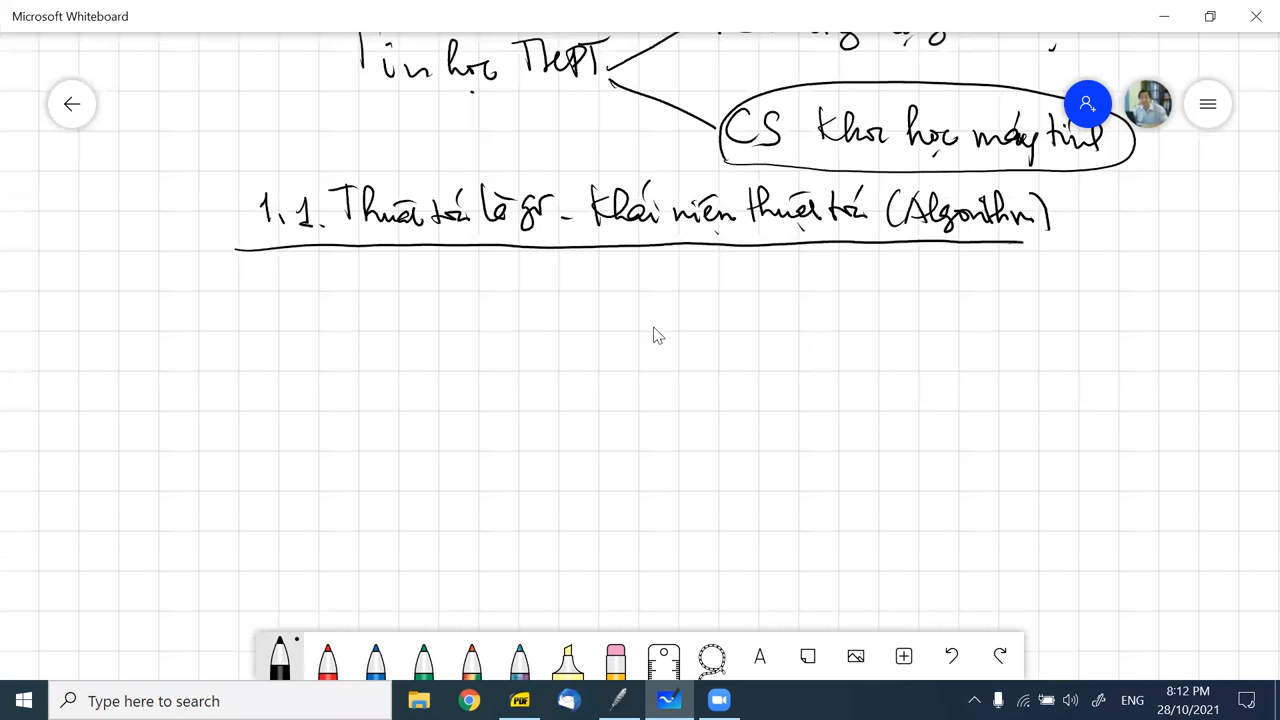 Microsoft Whiteboard
Tin học THPT
CS Khoa học máy tính
1.1. Thuật toán là gì - Khái niệm thuật toán (Algorithm)
Type here to search
PDF
ENG
8:12 PM
28/10/2021